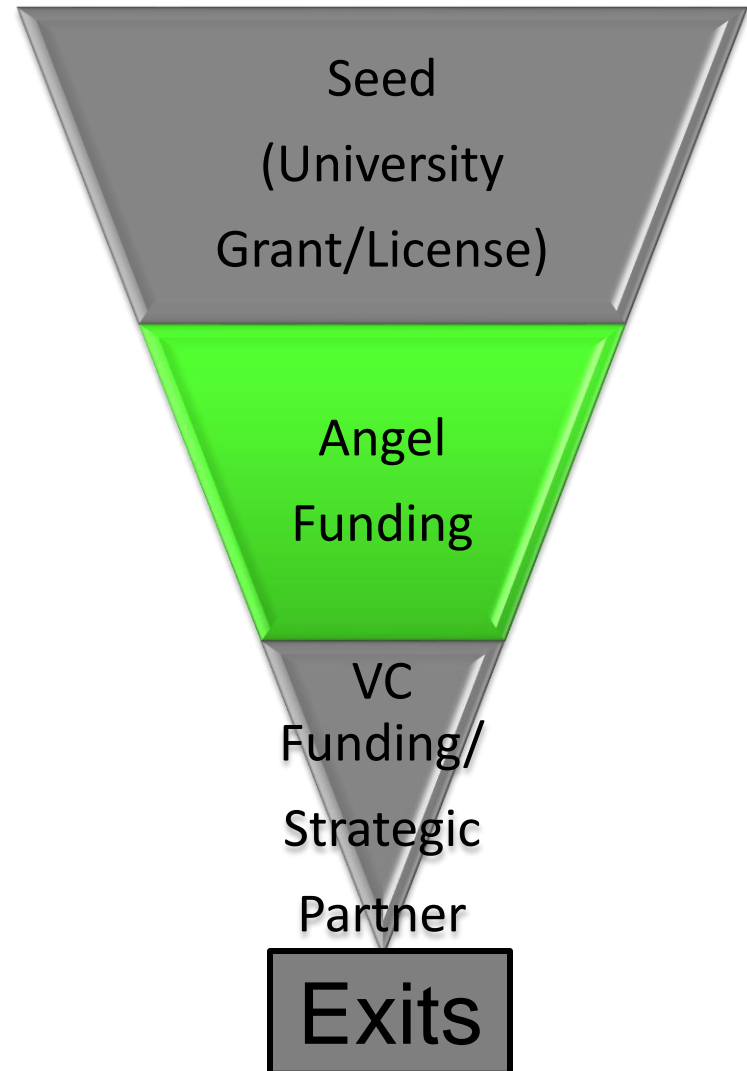 Seed
(University
Grant/License)
Angel
Funding
VC
Funding/
Strategic
Partner
Exits